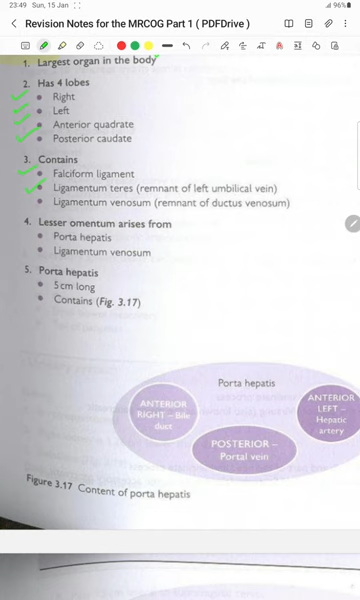 23:49 Sun, 15 Jan
96%
Revision Notes for the MRCOG Part 1 ( PDFDrive )
1. Largest organ in the body
2. Has 4 lobes
• Right
• Left
• Anterior quadrate
• Posterior caudate
3. Contains
• Falciform ligament
• Ligamentum teres (remnant of left umbilical vein)
• Ligamentum venosum (remnant of ductus venosum)
4. Lesser omentum arises from
• Porta hepatis
• Ligamentum venosum
5. Porta hepatis
• 5 cm long
• Contains (Fig. 3.17)
Porta hepatis
ANTERIOR
RIGHT – Bile
duct
ANTERIOR
LEFT –
Hepatic
artery
POSTERIOR –
Portal vein
Figure 3.17 Content of porta hepatis